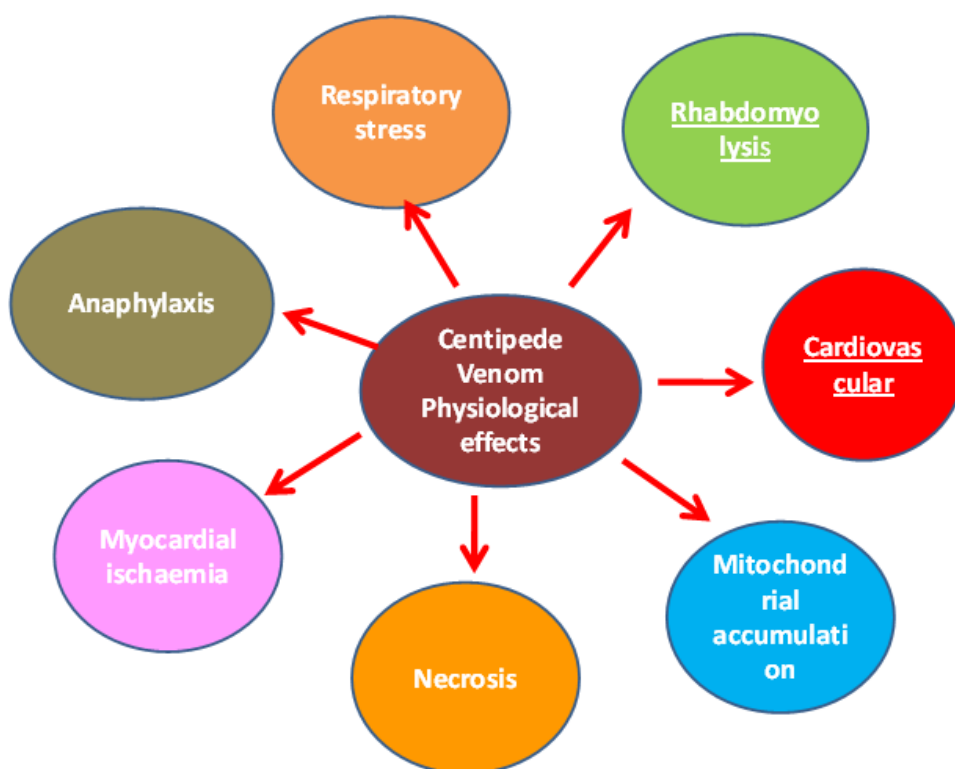 Respiratory
stress
Rhabdomyo
lysis
Anaphylaxis
Centipede
Venom
Physiological
effects
Cardiovas
cular
Myocardial
ischaemia
Mitochond
rial
accumulati
on
Necrosis